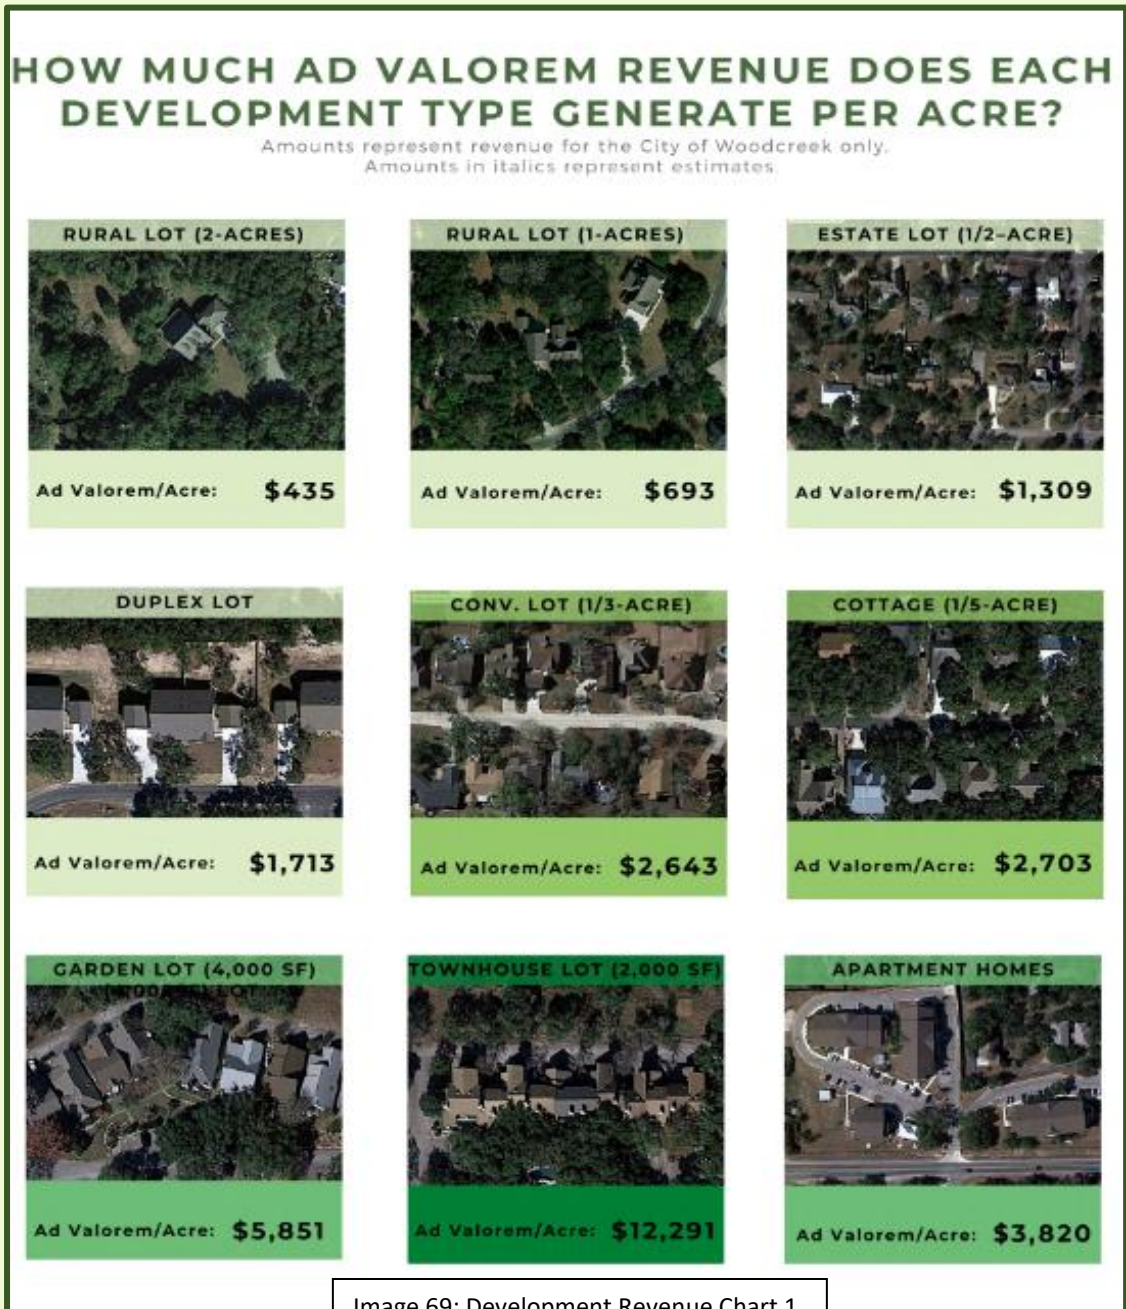 HOW MUCH AD VALOREM REVENUE DOES EACH
DEVELOPMENT TYPE GENERATE PER ACRE?
Amounts represent revenue for the City of Woodcreek only.
Amounts in italics represent estimates.
RURAL LOT (2-ACRES)
Ad Valorem/Acre: $435
RURAL LOT (1-ACRES)
Ad Valorem/Acre: $693
ESTATE LOT (1/2-ACRE)
Ad Valorem/Acre: $1,309
DUPLEX LOT
Ad Valorem/Acre: $1,713
CONV. LOT (1/3-ACRE)
Ad Valorem/Acre: $2,643
COTTAGE (1/5-ACRE)
Ad Valorem/Acre: $2,703
GARDEN LOT (4,000 SF)
LOT
Ad Valorem/Acre: $5,851
TOWNHOUSE LOT (2,000 SF)
Ad Valorem/Acre: $12,291
APARTMENT HOMES
Ad Valorem/Acre: $3,820
Image 69: Development Revenue Chart 1